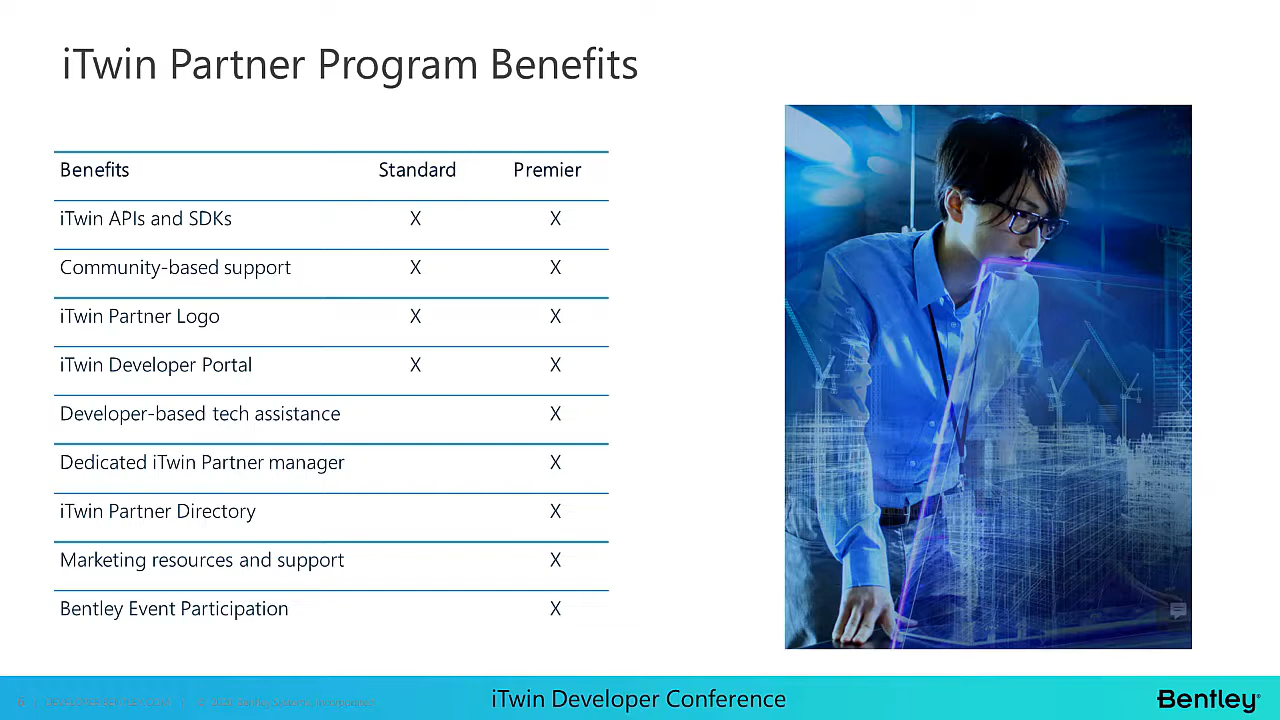 iTwin Partner Program Benefits
Benefits Standard Premier
iTwin APIs and SDKs X X
Community-based support X X
iTwin Partner Logo X X
iTwin Developer Portal X X
Developer-based tech assistance X
Dedicated iTwin Partner manager X
iTwin Partner Directory X
Marketing resources and support X
Bentley Event Participation X
iTwin Developer Conference
Bentley